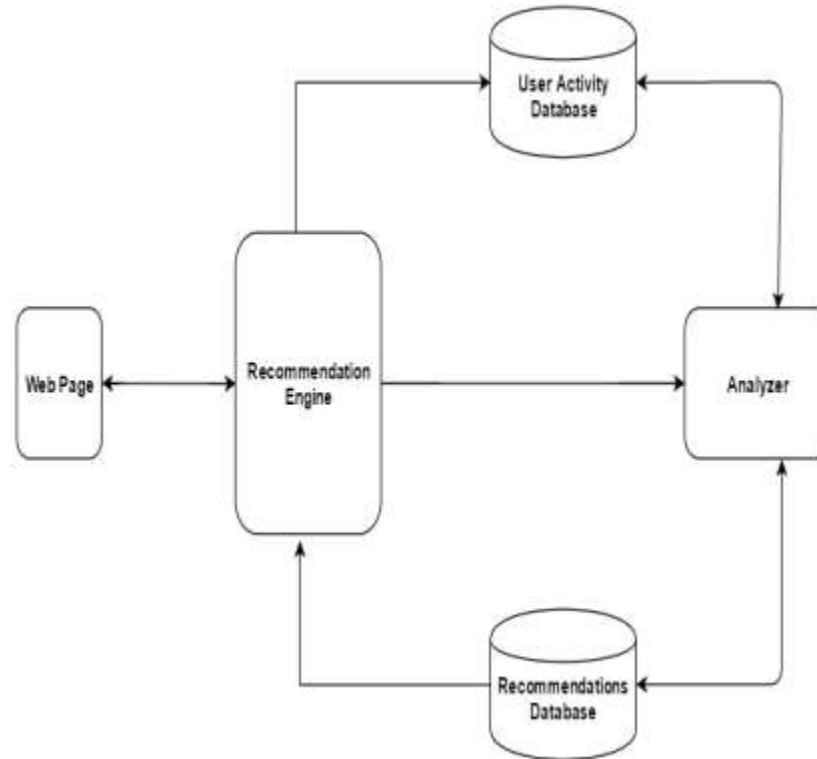 User Activity
Database
Web Page
Recommendation
Engine
Analyzer
Recommendations
Database